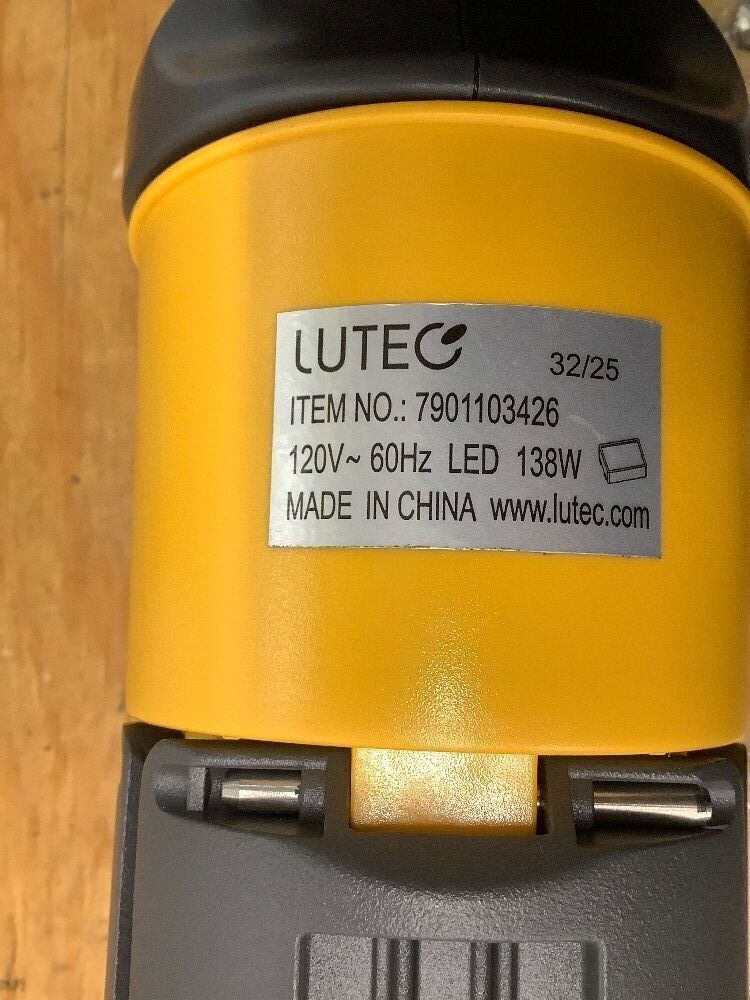 LUTEC 32/25
ITEM NO.: 7901103426
120V~ 60Hz LED 138W
MADE IN CHINA www.lutec.com